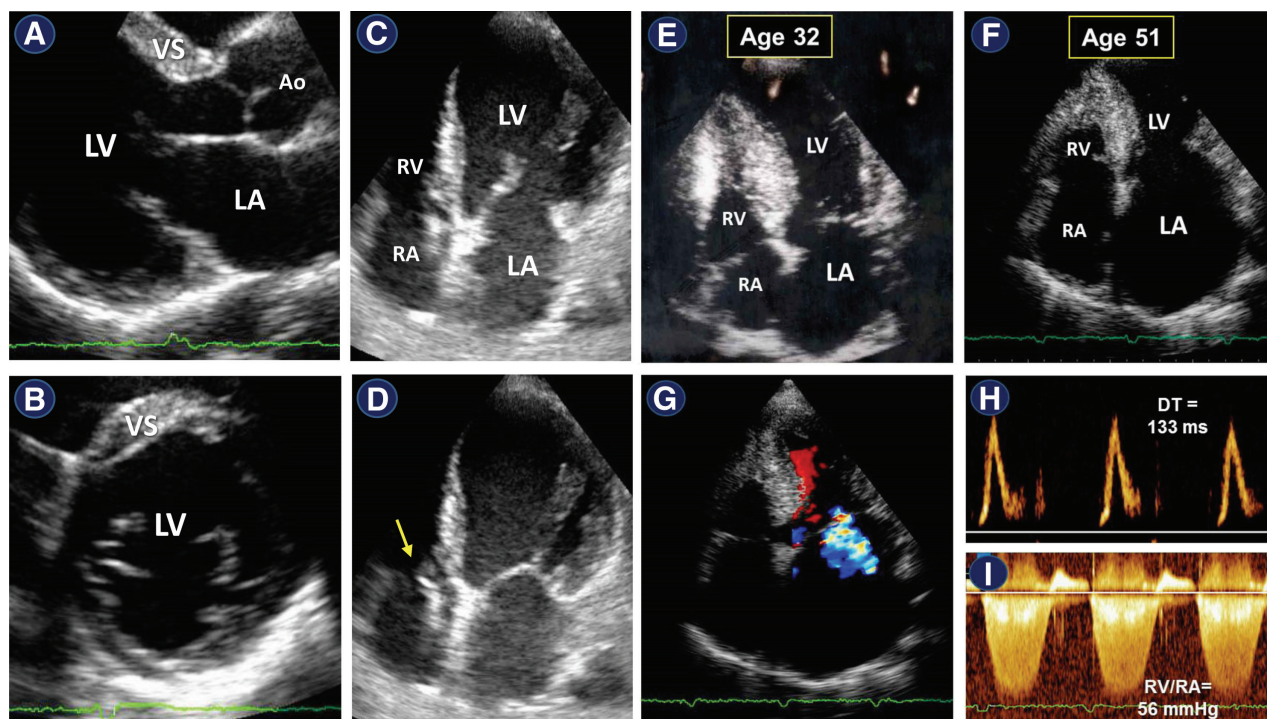 A
VS
Ao
LV
LA
B
VS
LV
C
LV
RV
RA
LA
D
E
Age 32
LV
RV
LA
RA
F
Age 51
LV
RV
RA
LA
G
H
DT =
133 ms
I
RV/RA=
56 mmHg